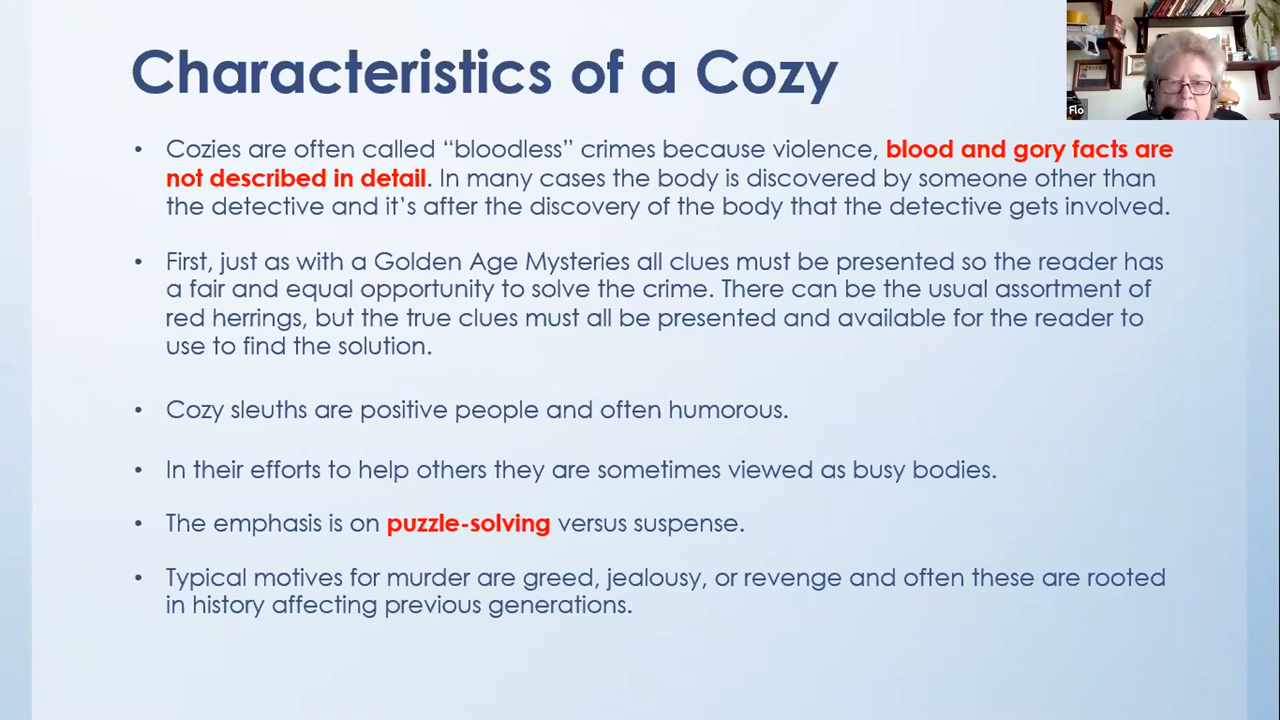 Characteristics of a Cozy
Flo
• Cozies are often called “bloodless” crimes because violence, blood and gory facts are
not described in detail. In many cases the body is discovered by someone other than
the detective and it’s after the discovery of the body that the detective gets involved.
• First, just as with a Golden Age Mysteries all clues must be presented so the reader has
a fair and equal opportunity to solve the crime. There can be the usual assortment of
red herrings, but the true clues must all be presented and available for the reader to
use to find the solution.
• Cozy sleuths are positive people and often humorous.
• In their efforts to help others they are sometimes viewed as busy bodies.
• The emphasis is on puzzle-solving versus suspense.
• Typical motives for murder are greed, jealousy, or revenge and often these are rooted
in history affecting previous generations.